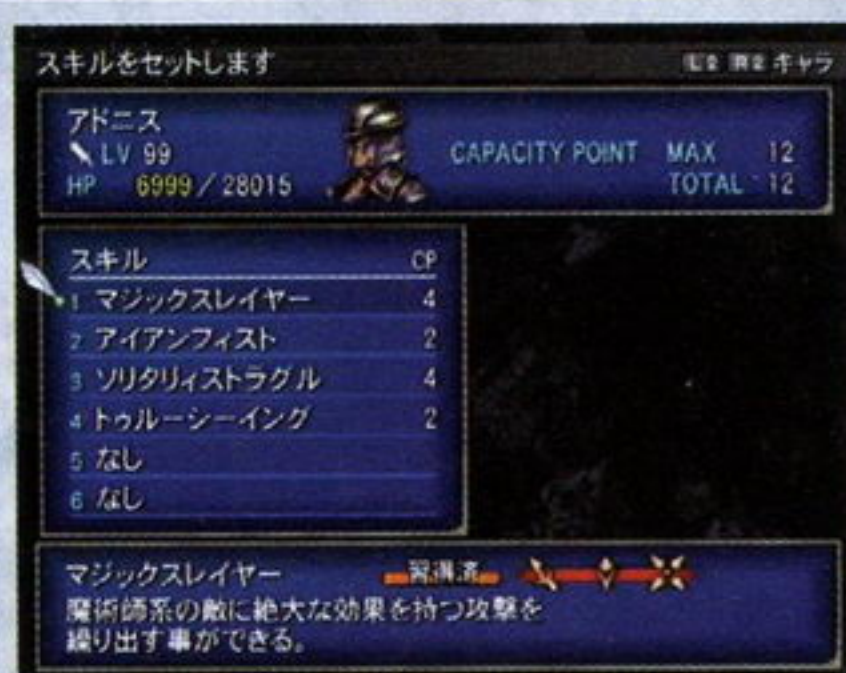 スキルをセットします L2 R2 キャラ
アドニス
LV 99 CAPACITY POINT MAX 12
HP 6999 / 28015 TOTAL 12
スキル CP
1 マジックスレイヤー 4
2 アイアンフィスト 2
3 ソリタリィストラグル 4
4 トゥルーシーイング 2
5 なし
6 なし
マジックスレイヤー 習得済
魔術師系の敵に絶大な効果を持つ攻撃を
繰り出す事ができる。